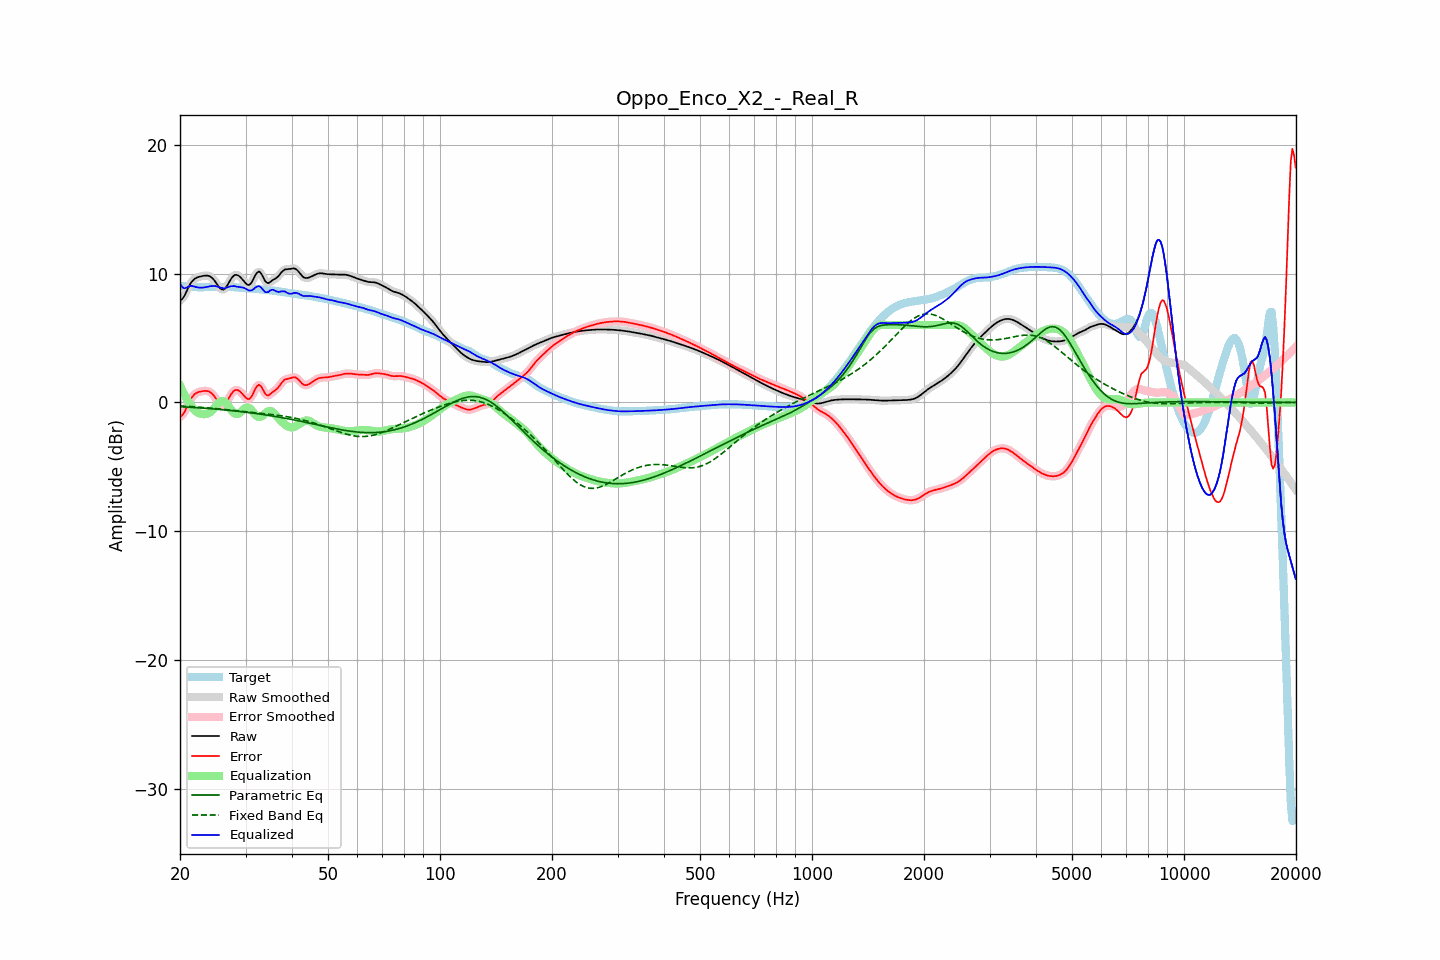 Oppo_Enco_X2_-_Real_R
20
10
0
−10
−20
−30
Amplitude (dBr)
Target
Raw Smoothed
Error Smoothed
Raw
Error
Equalization
Parametric Eq
Fixed Band Eq
Equalized
20 50 100 200 500 1000 2000 5000 10000 20000
Frequency (Hz)